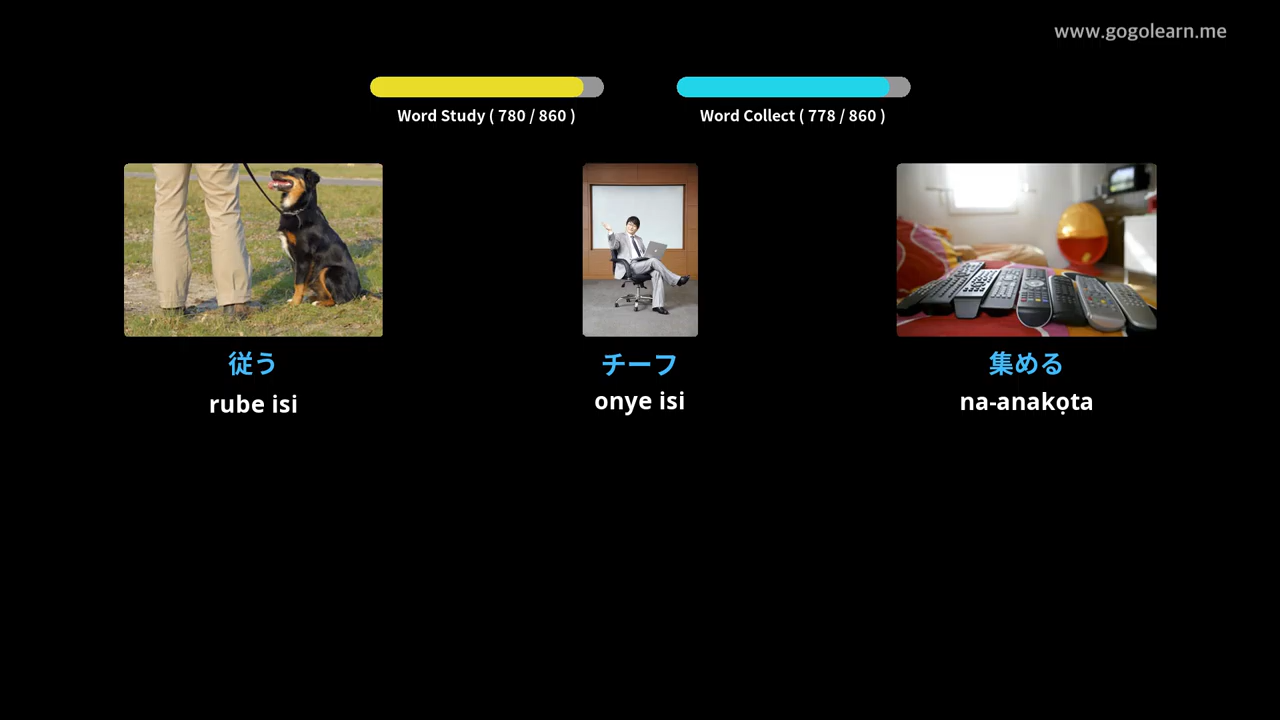 www.gogolearn.me
Word Study ( 780 / 860 )
Word Collect ( 778 / 860 )
従う
rube isi
チーフ
onye isi
集める
na-anakọta